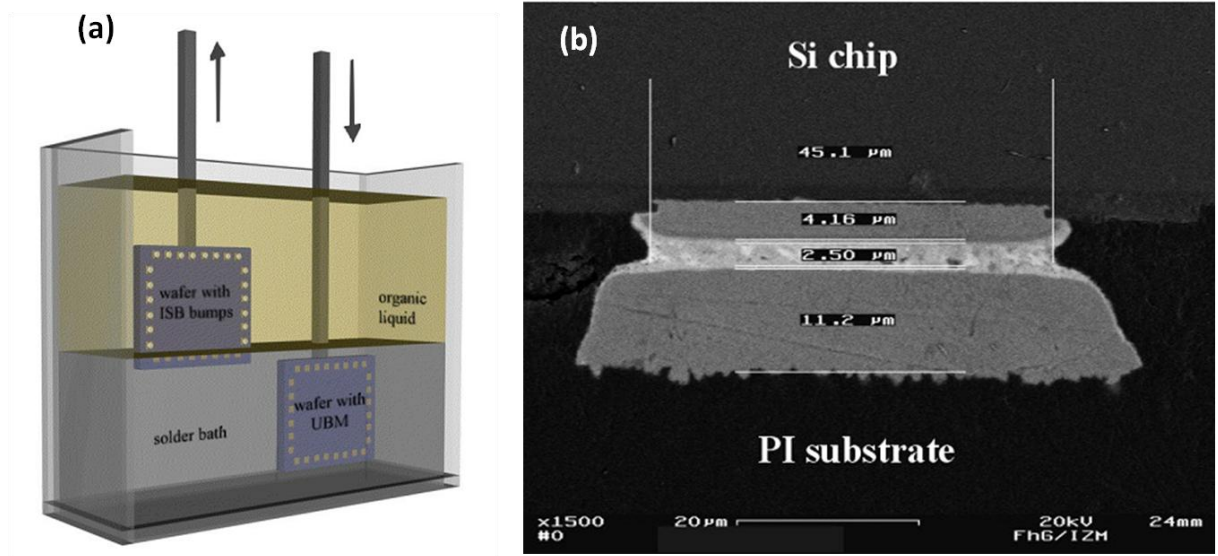 (a)
wafer with
ISB bumps
organic
liquid
solder bath
wafer with
UBM
(b)
Si chip
45.1 µm
4.16 µm
2.50 µm
11.2 µm
PI substrate
x1500 20µm 20kV 24mm
#0 FhG/IZM